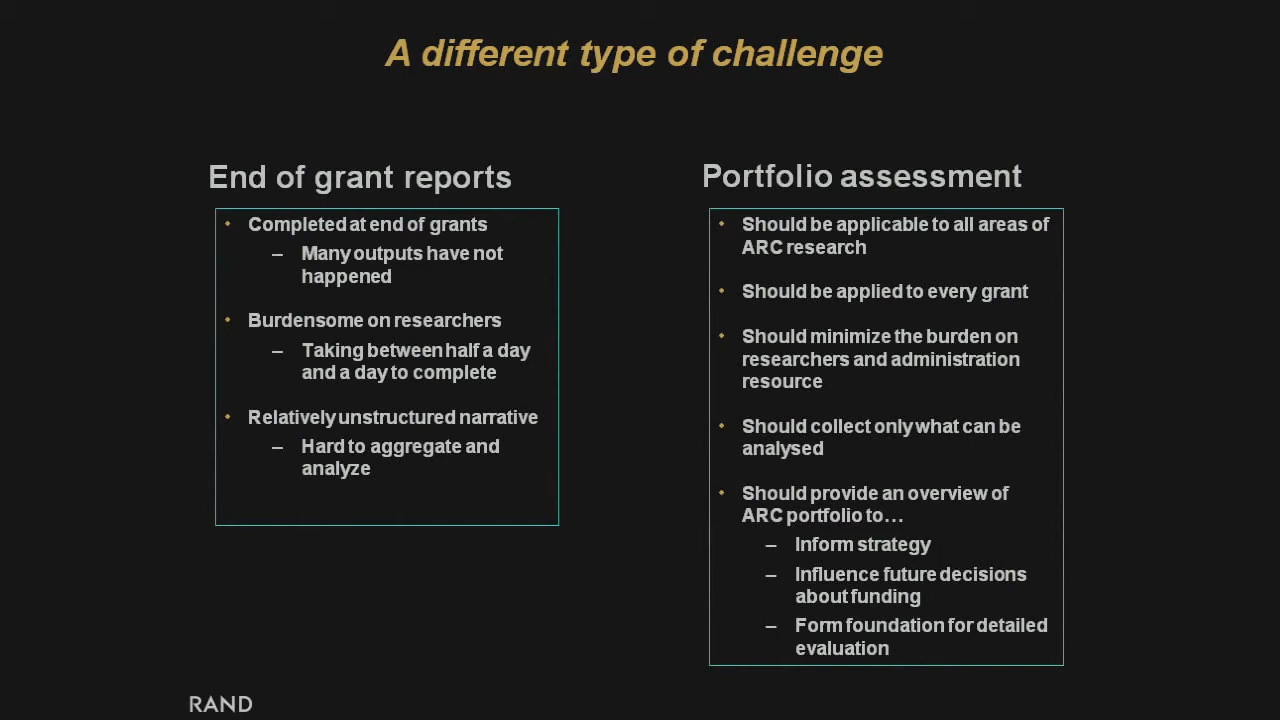 A different type of challenge
End of grant reports
• Completed at end of grants
– Many outputs have not
happened
• Burdensome on researchers
– Taking between half a day
and a day to complete
• Relatively unstructured narrative
– Hard to aggregate and
analyze
Portfolio assessment
• Should be applicable to all areas of
ARC research
• Should be applied to every grant
• Should minimize the burden on
researchers and administration
resource
• Should collect only what can be
analysed
• Should provide an overview of
ARC portfolio to…
– Inform strategy
– Influence future decisions
about funding
– Form foundation for detailed
evaluation
RAND